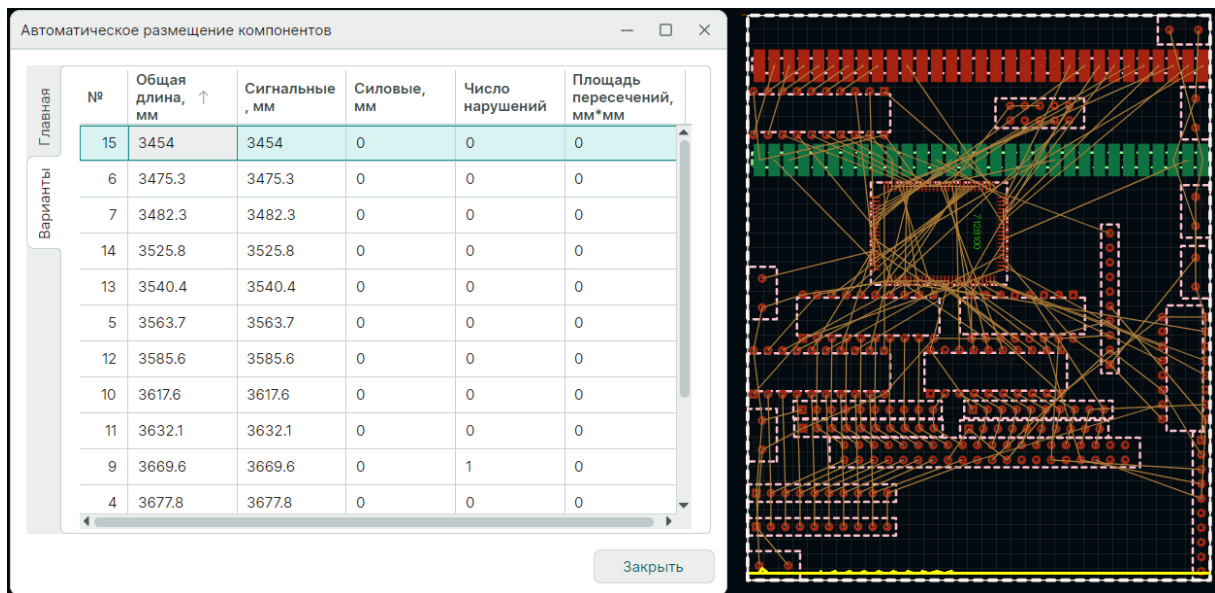 Автоматическое размещение компонентов
Главная
Варианты
№ Общая длина, мм ↑ Сигнальные, мм Силовые, мм Число нарушений Площадь пересечений, мм*мм
15 3454 3454 0 0 0
6 3475.3 3475.3 0 0 0
7 3482.3 3482.3 0 0 0
14 3525.8 3525.8 0 0 0
13 3540.4 3540.4 0 0 0
5 3563.7 3563.7 0 0 0
12 3585.6 3585.6 0 0 0
10 3617.6 3617.6 0 0 0
11 3632.1 3632.1 0 0 0
9 3669.6 3669.6 0 1 0
4 3677.8 3677.8 0 0 0
Закрыть
7128100